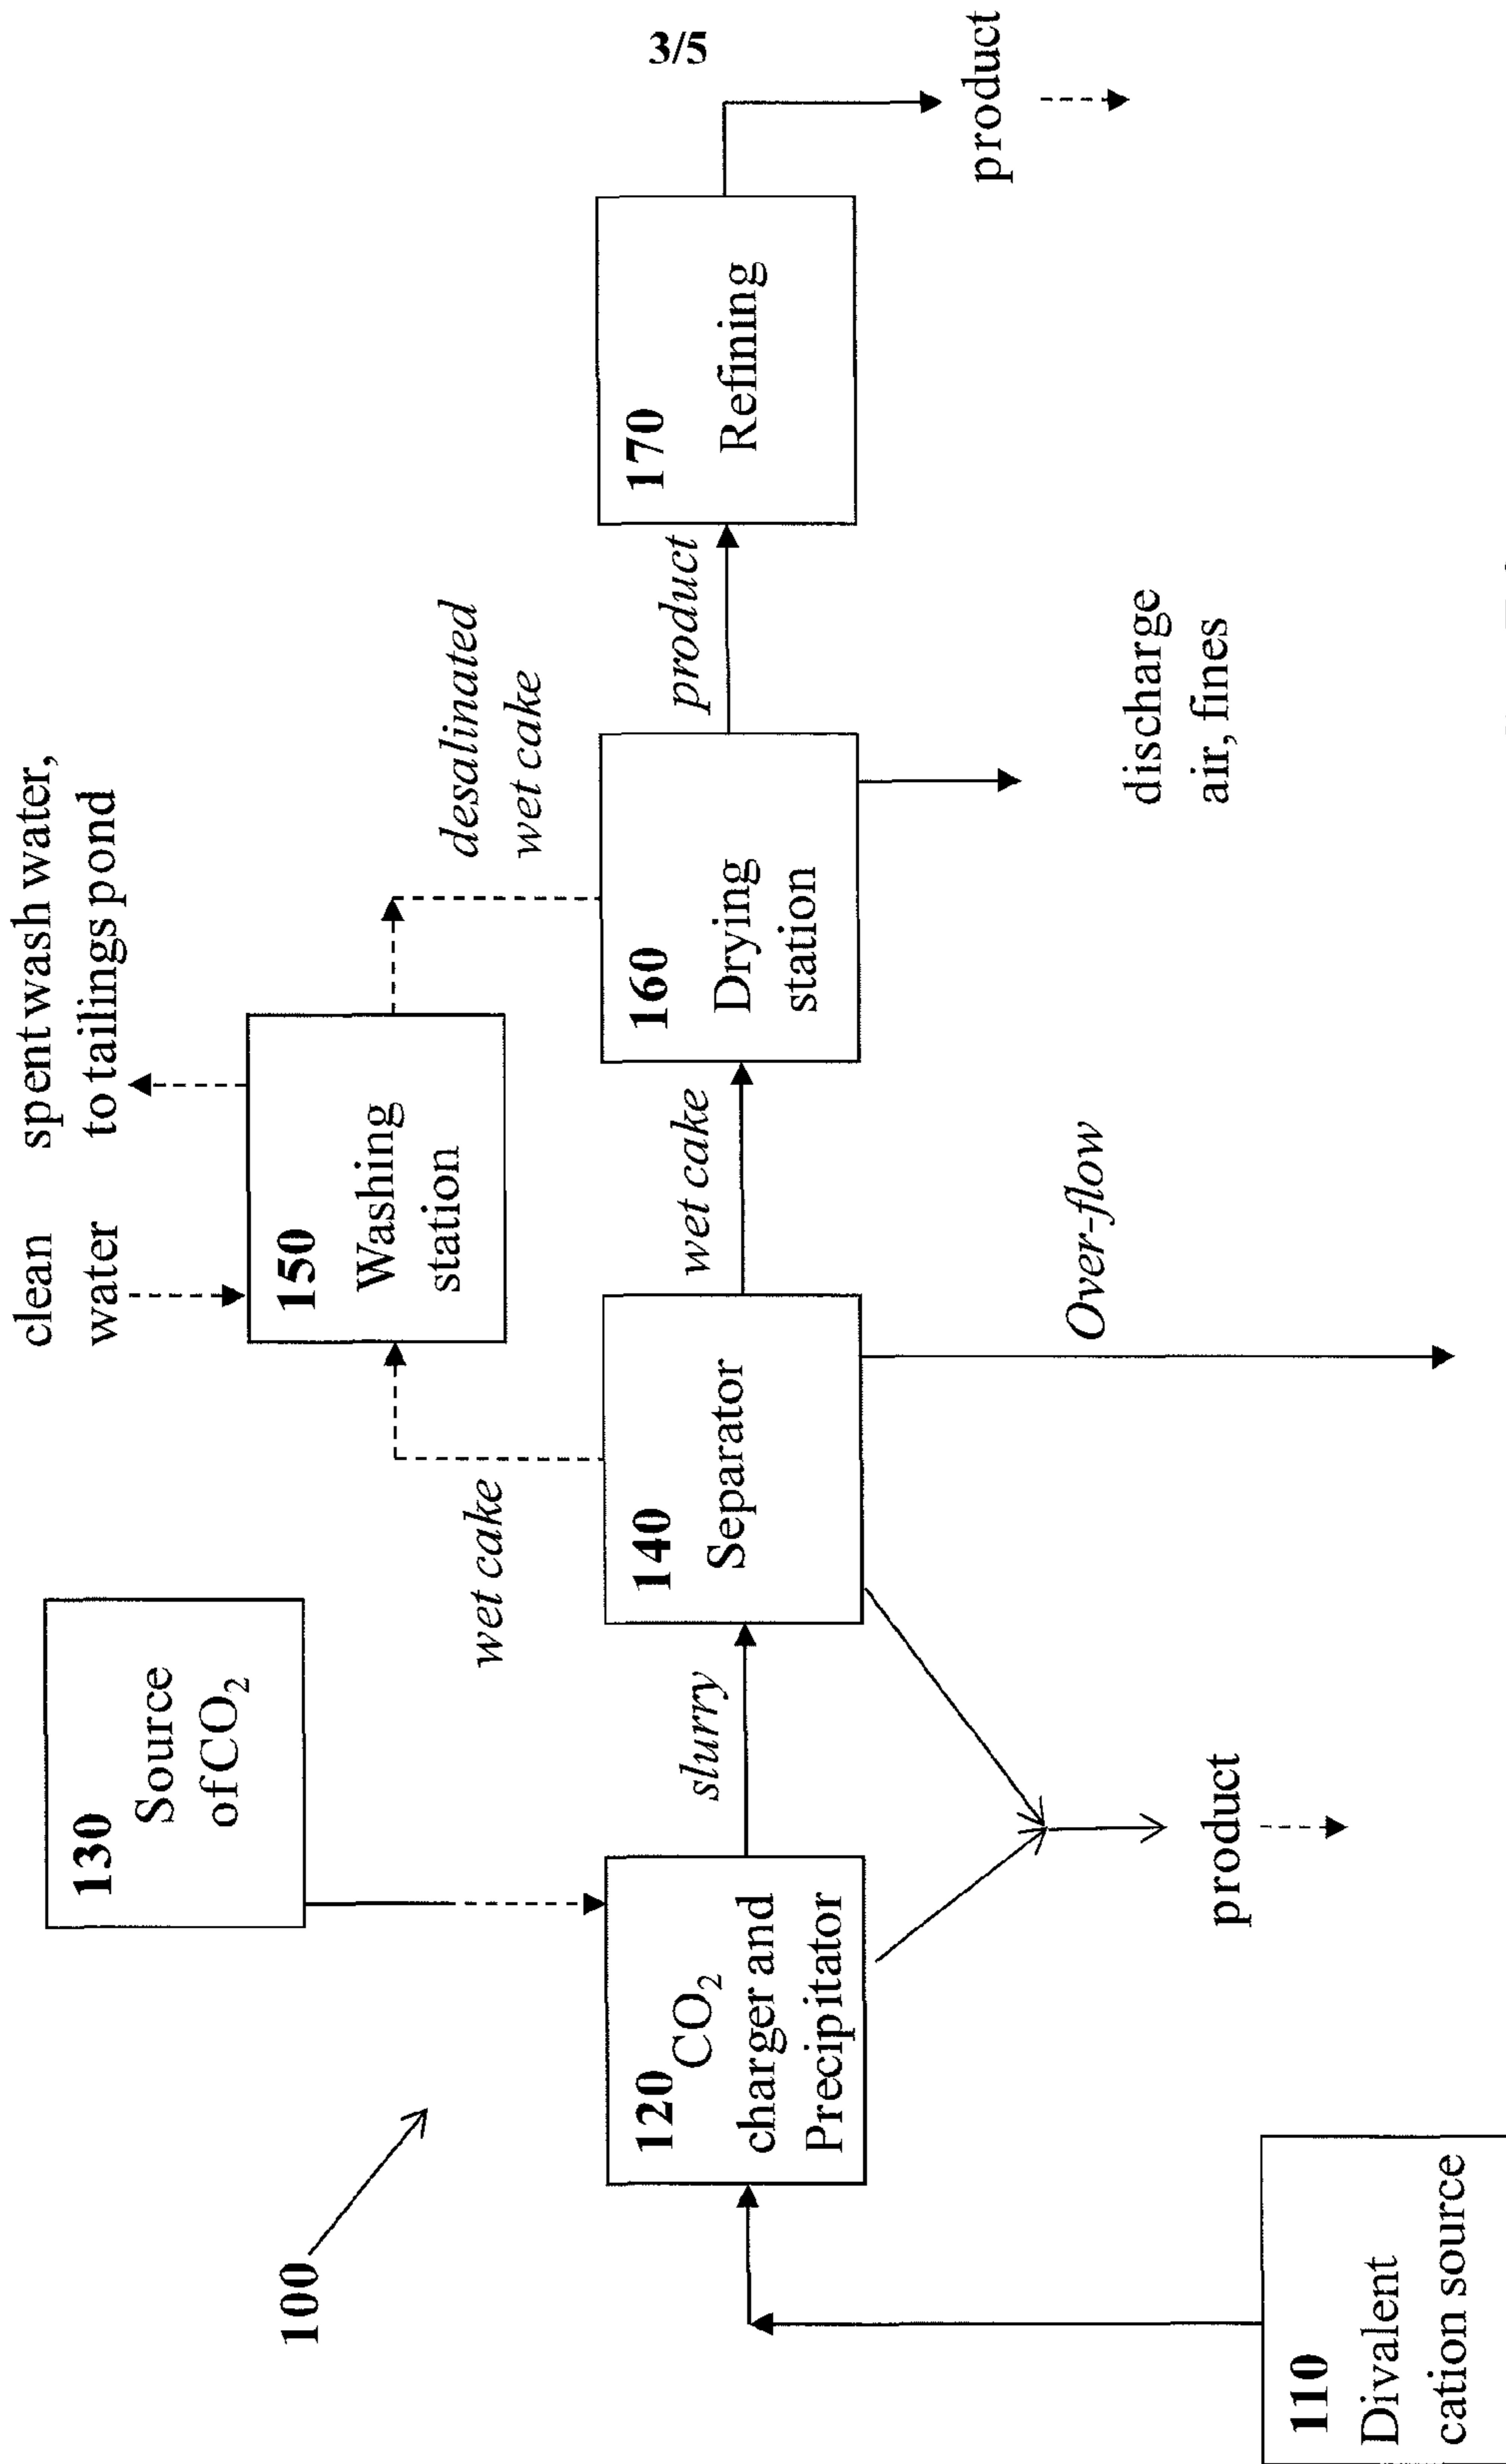 3/5
100
110
Divalent
cation source
120
CO₂
charger and
Precipitator
130
Source
of CO₂
slurry
140
Separator
product
wet cake
wet cake
Over-flow
clean
water
spent wash water,
to tailings pond
150
Washing
station
desalinated
wet cake
160
Drying
station
discharge
air, fines
product
170
Refining
product